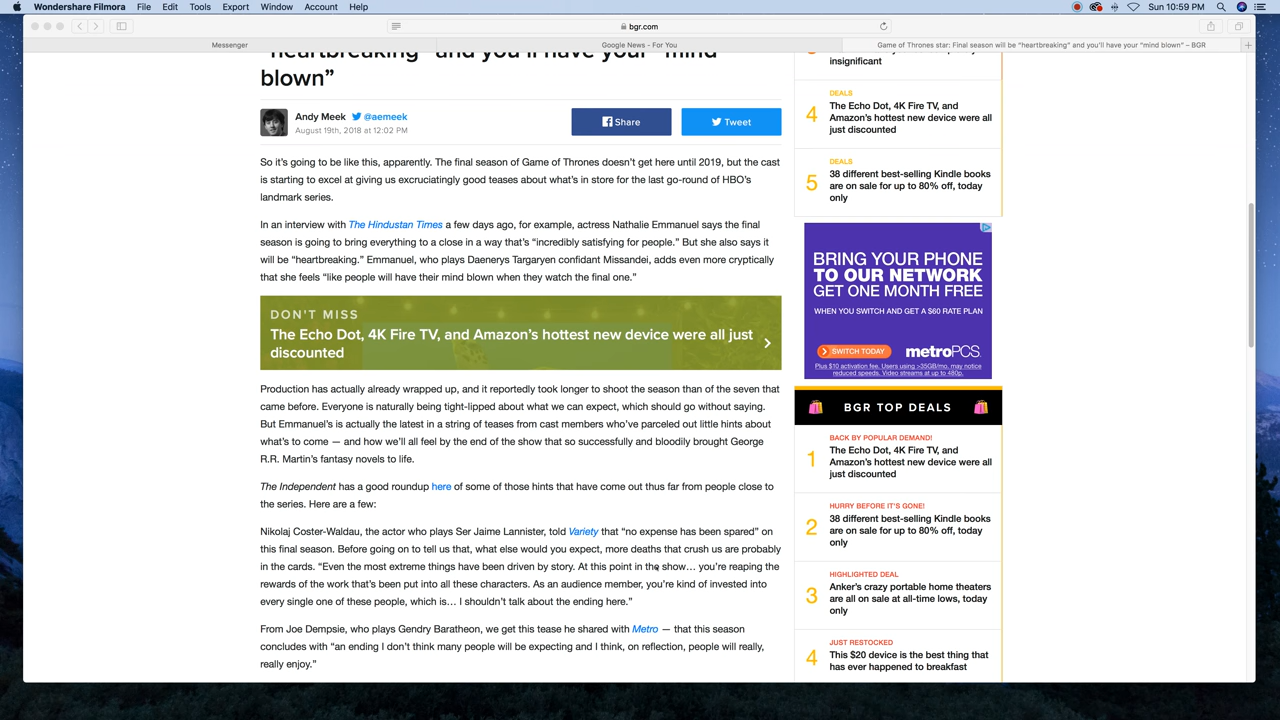 Wondershare Filmora File Edit Tools Export Window Account Help
Sun 10:59 PM
bgr.com
Messenger
Google News - For You
Game of Thrones star: Final season will be “heartbreaking” and you’ll have your “mind blown” – BGR
“heartbreaking” and you’ll have your “mind
blown”
Andy Meek @aemeek
August 19th, 2018 at 12:02 PM
Share
Tweet
So it’s going to be like this, apparently. The final season of Game of Thrones doesn’t get here until 2019, but the cast
is starting to excel at giving us excruciatingly good teases about what’s in store for the last go-round of HBO’s
landmark series.
In an interview with The Hindustan Times a few days ago, for example, actress Nathalie Emmanuel says the final
season is going to bring everything to a close in a way that’s “incredibly satisfying for people.” But she also says it
will be “heartbreaking.” Emmanuel, who plays Daenerys Targaryen confidant Missandei, adds even more cryptically
that she feels “like people will have their mind blown when they watch the final one.”
DON'T MISS
The Echo Dot, 4K Fire TV, and Amazon’s hottest new device were all just
discounted
Production has actually already wrapped up, and it reportedly took longer to shoot the season than of the seven that
came before. Everyone is naturally being tight-lipped about what we can expect, which should go without saying.
But Emmanuel’s is actually the latest in a string of teases from cast members who’ve parceled out little hints about
what’s to come — and how we’ll all feel by the end of the show that so successfully and bloodily brought George
R.R. Martin’s fantasy novels to life.
The Independent has a good roundup here of some of those hints that have come out thus far from people close to
the series. Here are a few:
Nikolaj Coster-Waldau, the actor who plays Ser Jaime Lannister, told Variety that “no expense has been spared” on
this final season. Before going on to tell us that, what else would you expect, more deaths that crush us are probably
in the cards. “Even the most extreme things have been driven by story. At this point in the show… you’re reaping the
rewards of the work that’s been put into all these characters. As an audience member, you’re kind of invested into
every single one of these people, which is… I shouldn’t talk about the ending here.”
From Joe Dempsie, who plays Gendry Baratheon, we get this tease he shared with Metro — that this season
concludes with “an ending I don’t think many people will be expecting and I think, on reflection, people will really,
really enjoy.”
insignificant
DEALS
4
The Echo Dot, 4K Fire TV, and
Amazon’s hottest new device were all
just discounted
DEALS
5
38 different best-selling Kindle books
are on sale for up to 80% off, today
only
BRING YOUR PHONE
TO OUR NETWORK
GET ONE MONTH FREE
WHEN YOU SWITCH AND GET A $60 RATE PLAN
SWITCH TODAY
metroPCS.
Plus $10 activation fee. Users using >35GB/mo. may notice
reduced speeds. Video streams at up to 480p.
BGR TOP DEALS
BACK BY POPULAR DEMAND!
1
The Echo Dot, 4K Fire TV, and
Amazon’s hottest new device were all
just discounted
HURRY BEFORE IT'S GONE!
2
38 different best-selling Kindle books
are on sale for up to 80% off, today
only
HIGHLIGHTED DEAL
3
Anker’s crazy portable home theaters
are all on sale at all-time lows, today
only
JUST RESTOCKED
4
This $20 device is the best thing that
has ever happened to breakfast